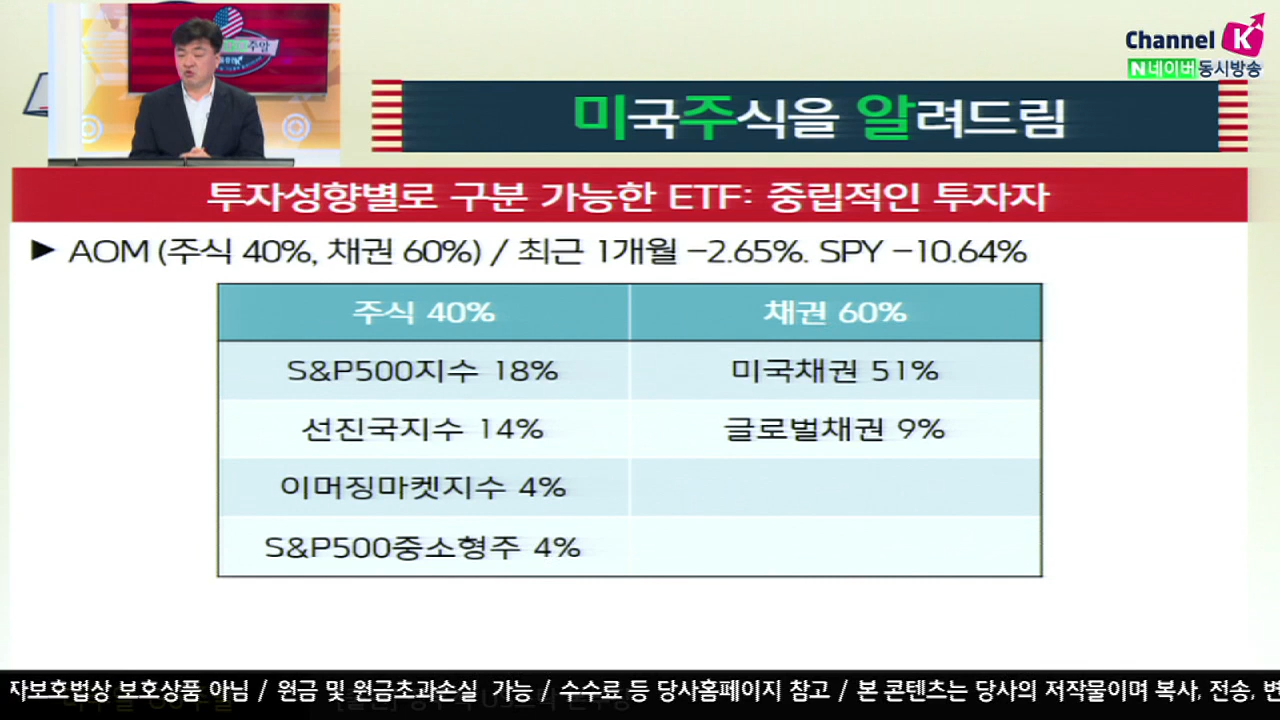 Channel K
N네이버 동시방송
미국주식을 알려드림
투자성향별로 구분 가능한 ETF: 중립적인 투자자
▶ AOM (주식 40%, 채권 60%) / 최근 1개월 -2.65%. SPY -10.64%
주식 40% 채권 60%
S&P500지수 18% 미국채권 51%
선진국지수 14% 글로벌채권 9%
이머징마켓지수 4%
S&P500중소형주 4%
자보호법상 보호상품 아님 / 원금 및 원금초과손실 가능 / 수수료 등 당사홈페이지 참고 / 본 콘텐츠는 당사의 저작물이며 복사, 전송, 변